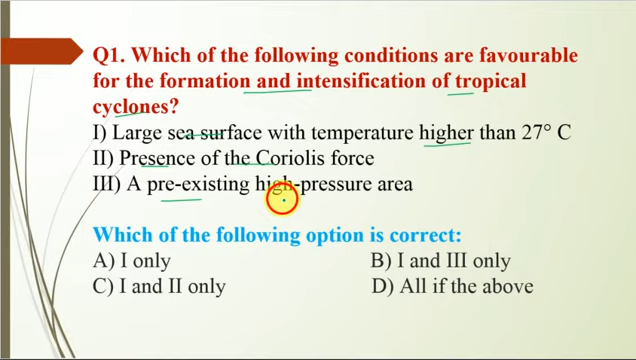 Q1. Which of the following conditions are favourable
for the formation and intensification of tropical
cyclones?
I) Large sea surface with temperature higher than 27° C
II) Presence of the Coriolis force
III) A pre-existing high-pressure area
Which of the following option is correct:
A) I only B) I and III only
C) I and II only D) All if the above